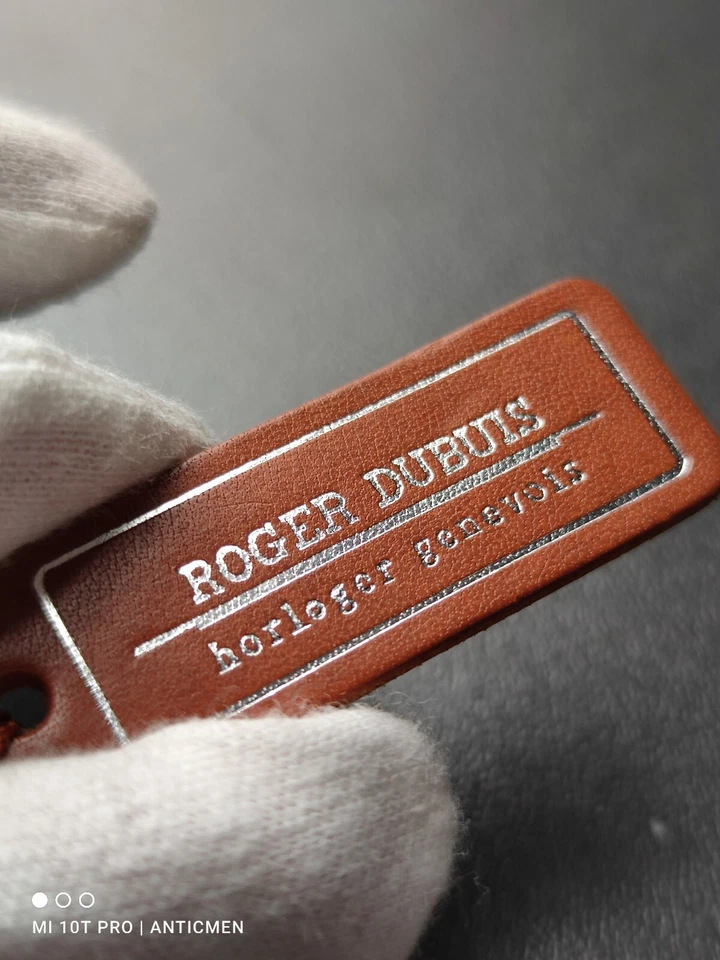 ROGER DUBUIS
horloger genevois
MI 10T PRO | ANTICMEN